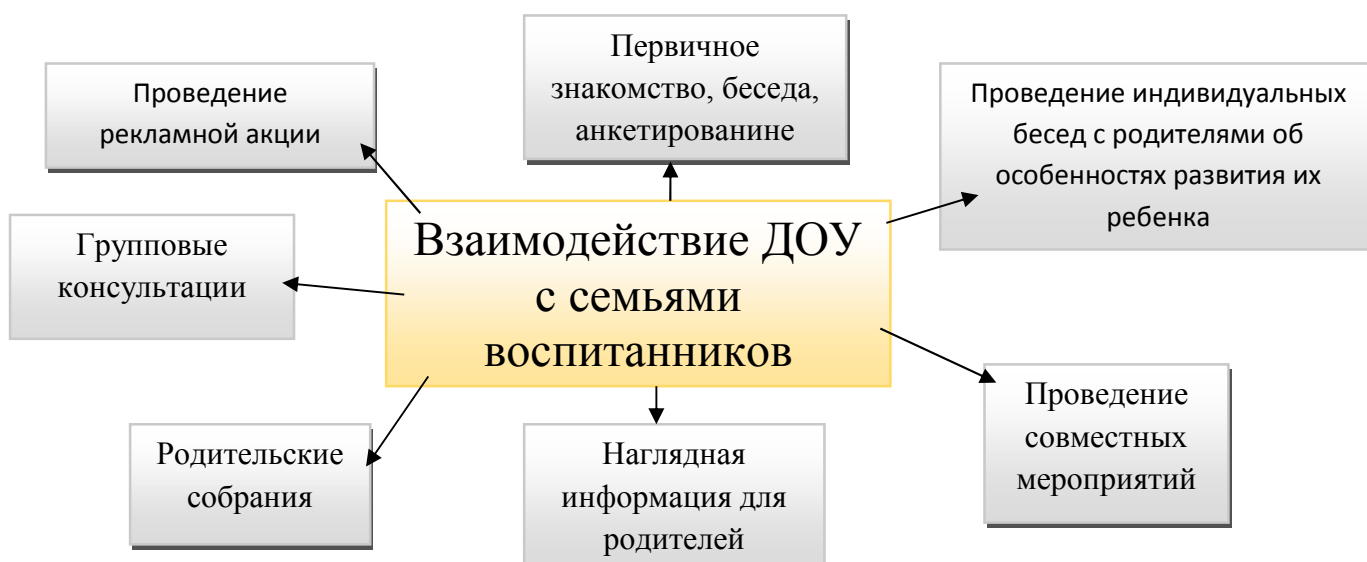 Первичное
знакомство, беседа,
анкетированине
Проведение
рекламной акции
Проведение индивидуальных
бесед с родителями об
особенностях развития их
ребенка
Взаимодействие ДОУ
с семьями
воспитанников
Групповые
консультации
Проведение
совместных
мероприятий
Родительские
собрания
Наглядная
информация для
родителей